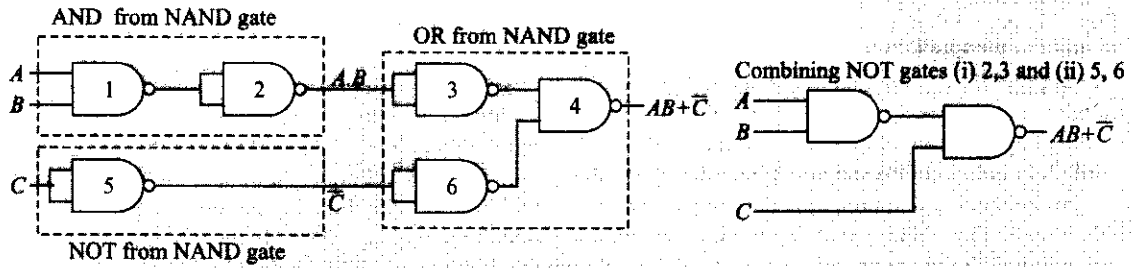 AND from NAND gate
OR from NAND gate
A
B
1
2
A.B
3
4
AB+C̅
C
5
C̅
6
NOT from NAND gate
Combining NOT gates (i) 2,3 and (ii) 5, 6
A
B
AB+C̅
C